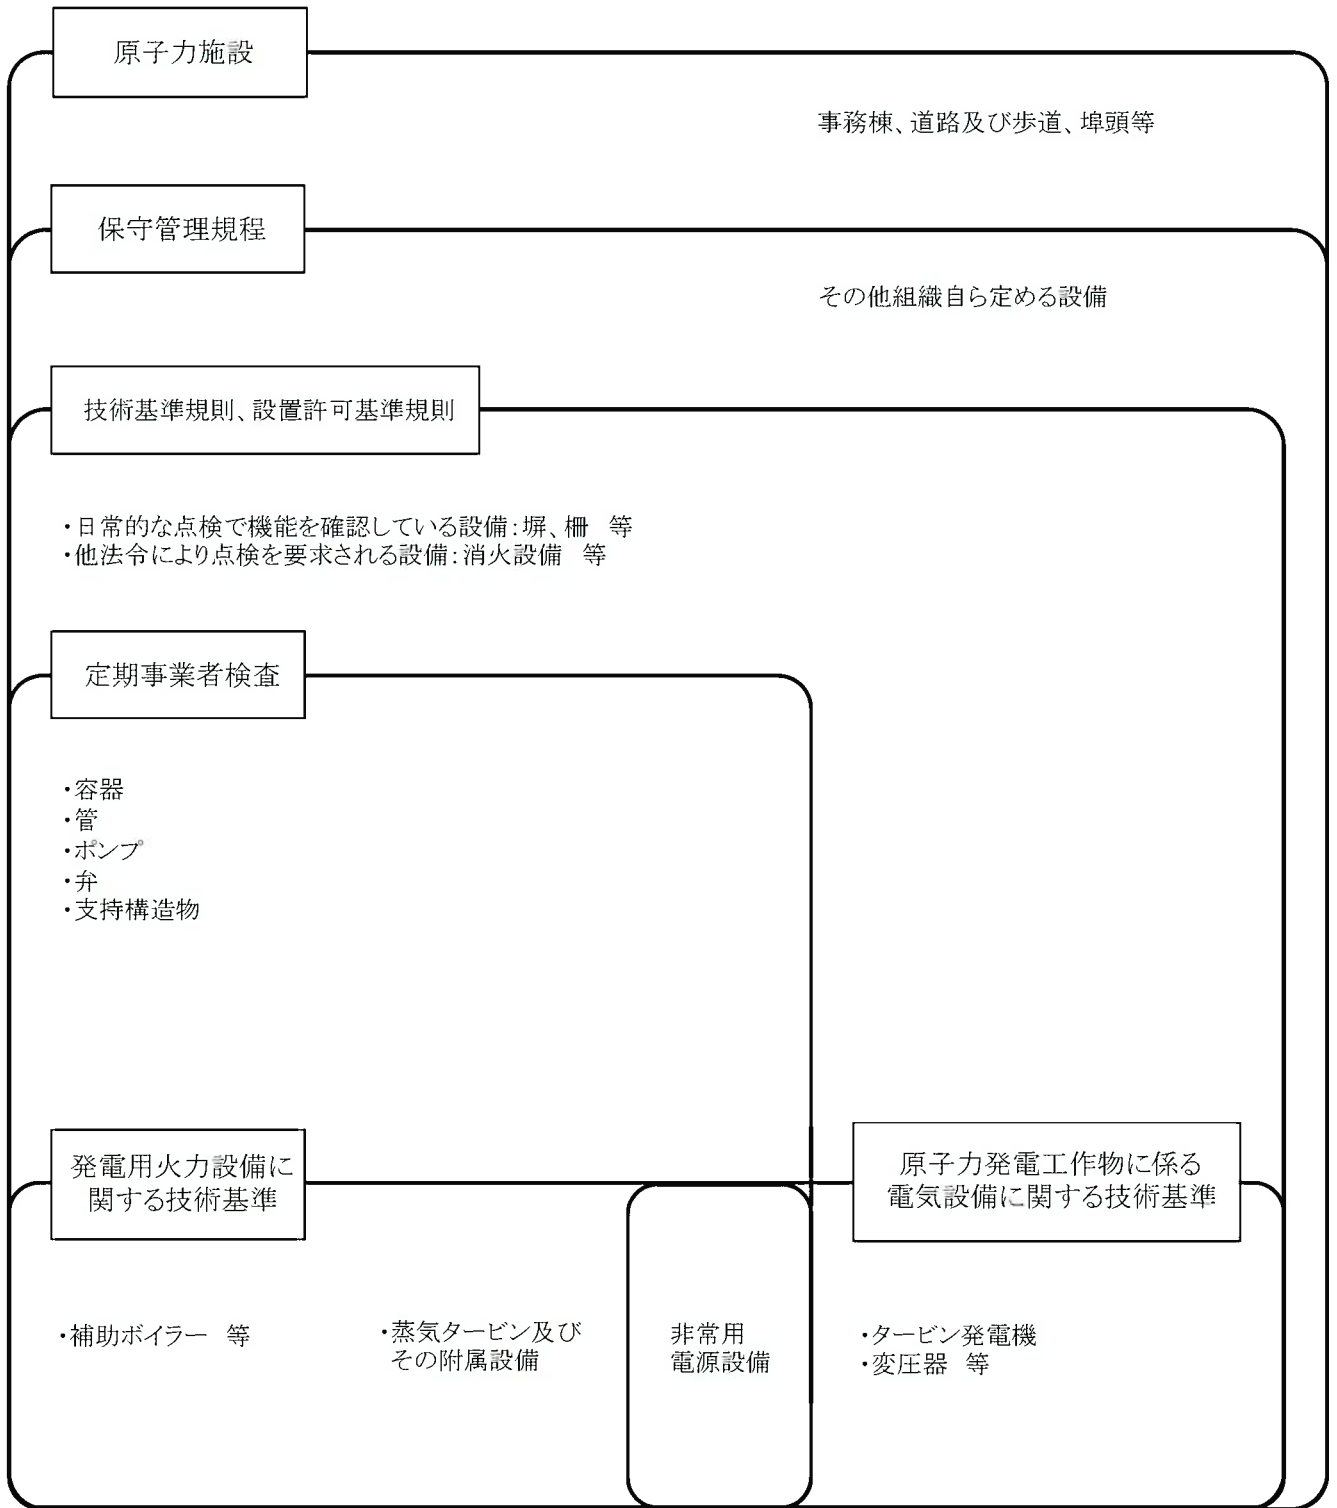 原子力施設
事務棟、道路及び歩道、埠頭等
保守管理規程
その他組織自ら定める設備
技術基準規則、設置許可基準規則
・日常的な点検で機能を確認している設備：塀、柵　等
・他法令により点検を要求される設備：消火設備　等
定期事業者検査
・容器
・管
・ポンプ
・弁
・支持構造物
発電用火力設備に
関する技術基準
原子力発電工作物に係る
電気設備に関する技術基準
・補助ボイラー　等
・蒸気タービン及び
その附属設備
非常用
電源設備
・タービン発電機
・変圧器　等